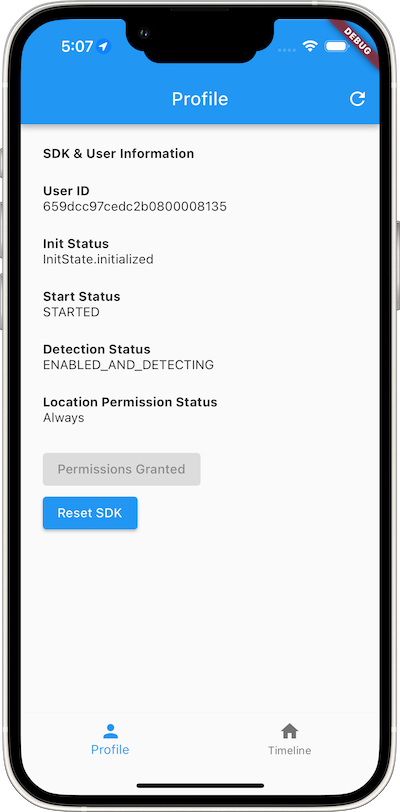 5:07
DEBUG
Profile
SDK & User Information
User ID
659dcc97cedc2b0800008135
Init Status
InitState.initialized
Start Status
STARTED
Detection Status
ENABLED_AND_DETECTING
Location Permission Status
Always
Permissions Granted
Reset SDK
Profile
Timeline